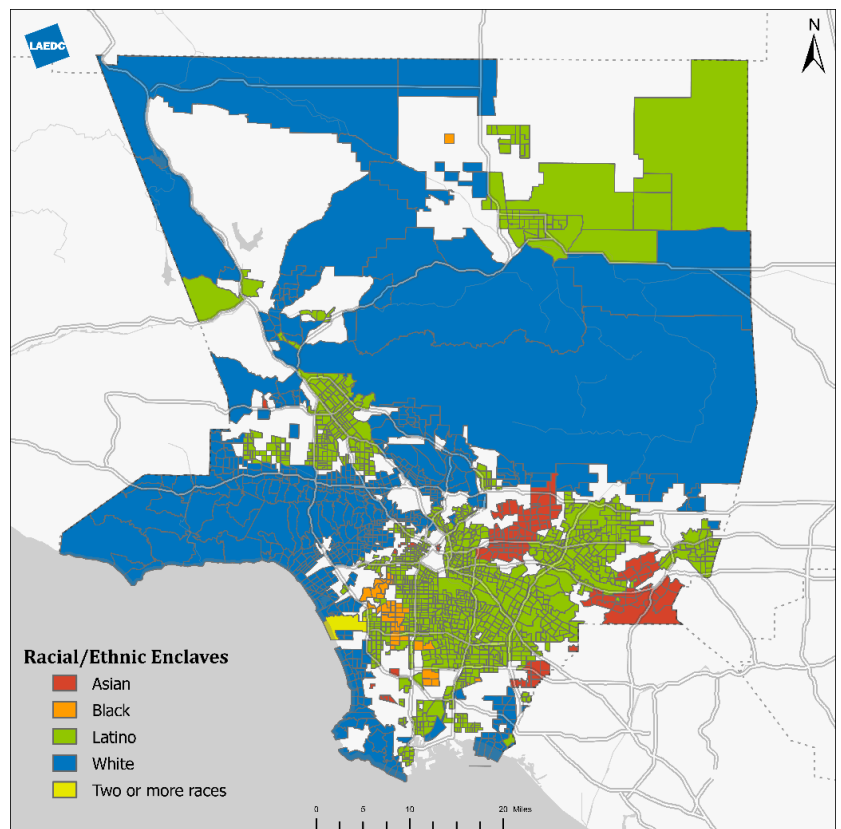 LAEDC
N
Racial/Ethnic Enclaves
Asian
Black
Latino
White
Two or more races
0 5 10 20 Miles